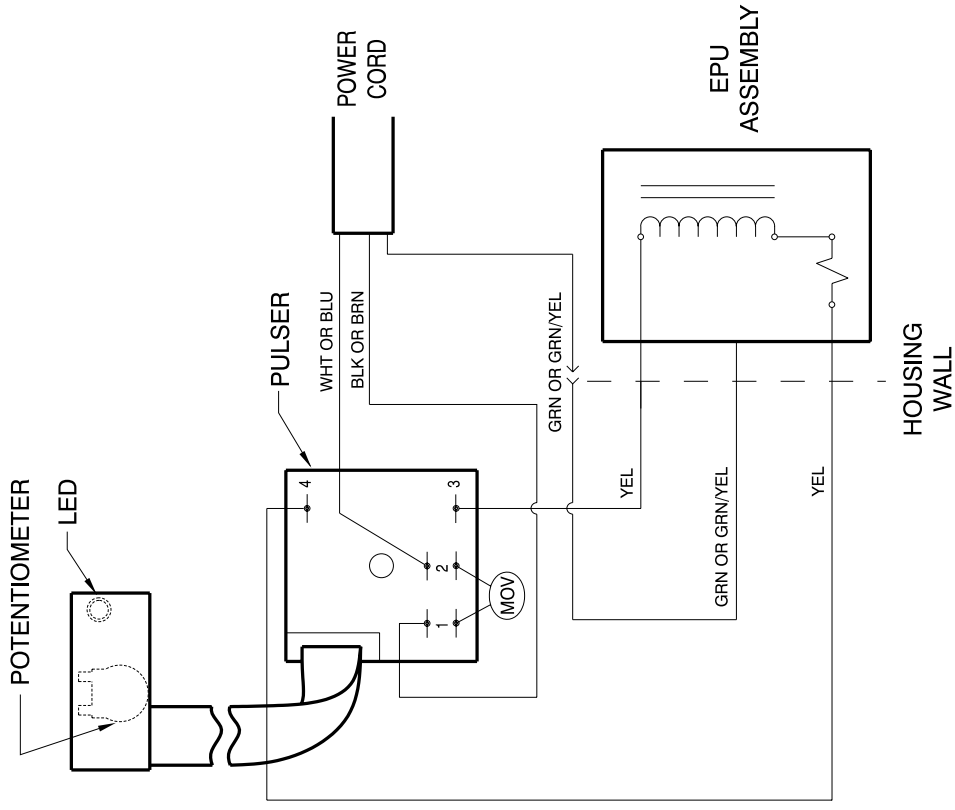 POWER
CORD
EPU
ASSEMBLY
PULSER
WHT OR BLU
BLK OR BRN
GRN OR GRN/YEL
HOUSING
WALL
POTENTIOMETER
LED
4
3
2
1
MOV
YEL
GRN OR GRN/YEL
YEL